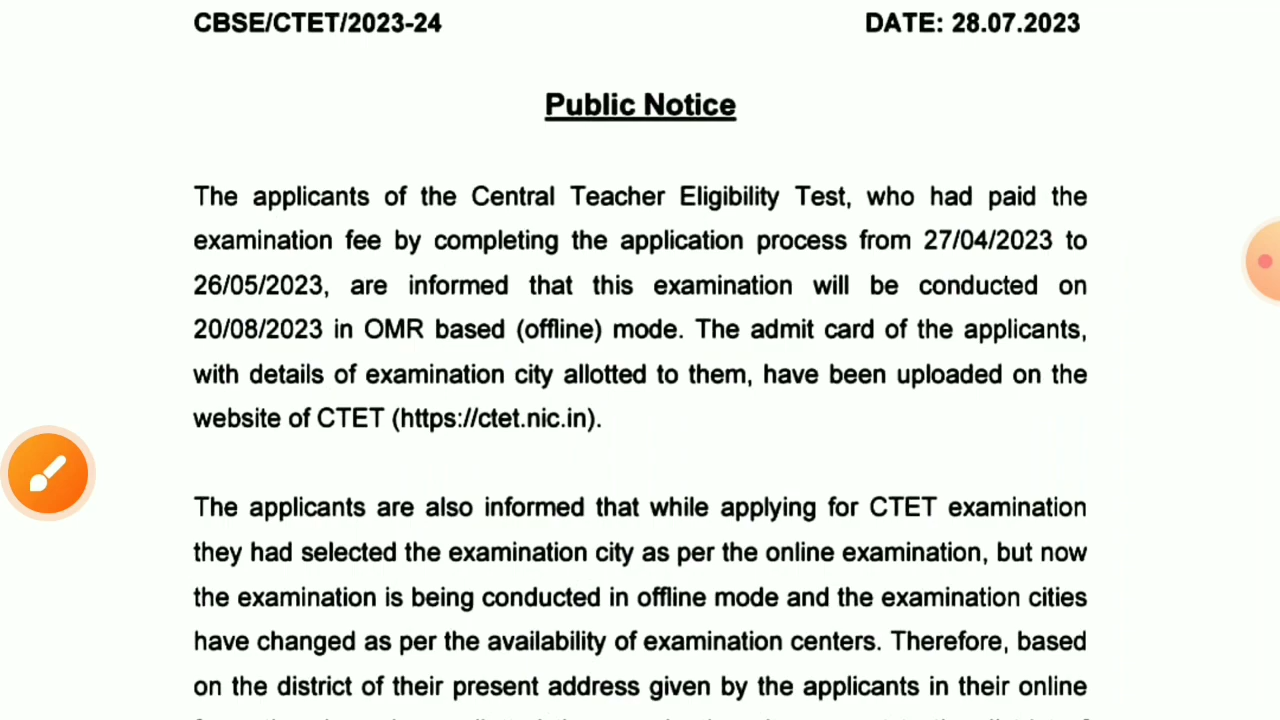 CBSE/CTET/2023-24 DATE: 28.07.2023
Public Notice
The applicants of the Central Teacher Eligibility Test, who had paid the
examination fee by completing the application process from 27/04/2023 to
26/05/2023, are informed that this examination will be conducted on
20/08/2023 in OMR based (offline) mode. The admit card of the applicants,
with details of examination city allotted to them, have been uploaded on the
website of CTET (https://ctet.nic.in).
The applicants are also informed that while applying for CTET examination
they had selected the examination city as per the online examination, but now
the examination is being conducted in offline mode and the examination cities
have changed as per the availability of examination centers. Therefore, based
on the district of their present address given by the applicants in their online